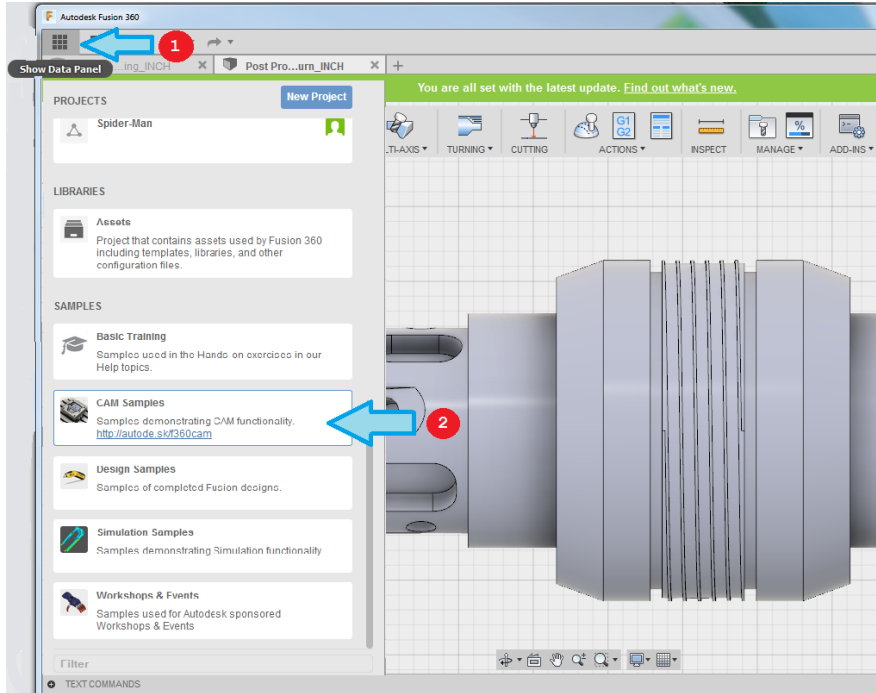 Autodesk Fusion 360
1
Show Data Panel
...ing_INCH
Post Pro...urn_INCH
You are all set with the latest update. Find out what's new.
PROJECTS
New Project
Spider-Man
LIBRARIES
Assets
Project that contains assets used by Fusion 360
including templates, libraries, and other
configuration files.
SAMPLES
Basic Training
Samples used in the Hands-on exercises in our
Help topics.
CAM Samples
Samples demonstrating CAM functionality.
http://autode.sk/f360cam
2
Design Samples
Samples of completed Fusion designs.
Simulation Samples
Samples demonstrating Simulation functionality
Workshops & Events
Samples used for Autodesk sponsored
Workshops & Events
Filter
TEXT COMMANDS
G1
G2
%
LTI-AXIS
TURNING
CUTTING
ACTIONS
INSPECT
MANAGE
ADD-INS